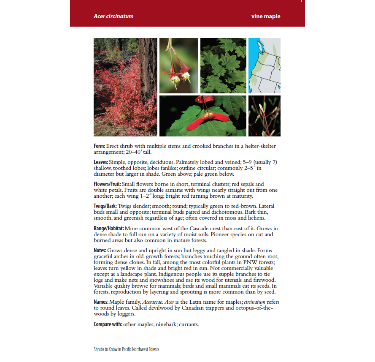 Acer circinatum
vine maple
Form: Erect shrub with multiple stems and crooked branches in a helter-skelter
arrangement; 20–40' tall.
Leaves: Simple, opposite, deciduous. Palmately lobed and veined; 5–9 (usually 7)
shallow, toothed lobes; lobes funlike; outline circular; commonly 2–5" in
diameter but larger in shade. Green above; pale green below.
Flowers/Fruit: Small flowers borne in short, terminal clusters; red sepals and
white petals. Fruits are double samaras with wings nearly straight out from one
another; each wing 1–2" long; bright red turning brown at maturity.
Twigs/Bark: Twigs slender; smooth; round; typically green to red-brown. Lateral
buds small and opposite; terminal buds paired and dichotomous. Bark thin,
smooth, and greenish regardless of age; often covered in moss and lichens.
Range/Habitat: More common west of the Cascade crest than east of it. Grows in
dense shade to full sun on a variety of moist soils. Pioneer species on cut and
burned areas but also common in mature forests.
Notes: Grows dense and upright in sun but leggy and tangled in shade. Forms
graceful arches in old growth forests; branches touching the ground often root,
forming dense clones. In fall, among the most colorful plants in PNW forests;
leaves turn yellow in shade and bright red in sun. Not commercially valuable
except as a landscape plant. Indigenous people use its supple branches to tie
logs and make nets and snowshoes and use its wood for utensils and firewood.
Variable quality browse for mammals; birds and small mammals eat its seeds. In
forests, reproduction by layering and sprouting is more common than by seed.
Names: Maple family, Aceraceae. Acer is the Latin name for maples; circinatum refers
to round leaves. Called devilwood by Canadian trappers and octopus-of-the-
woods by loggers.
Compare with: other maples; ninebark; currants.
Shrubs to Know in Pacific Northwest Forests